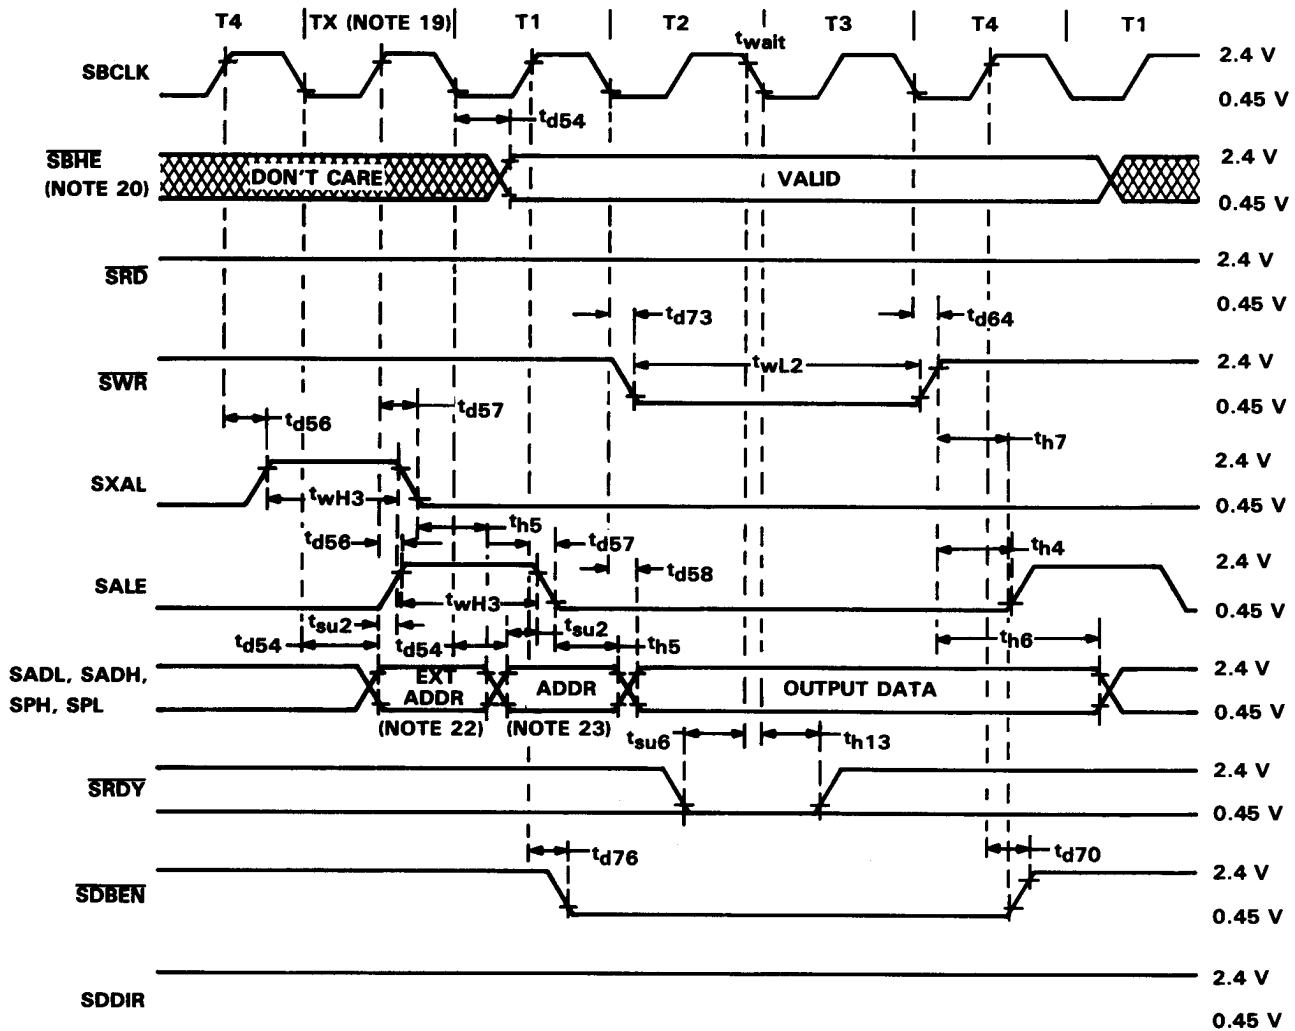 T4 TX (NOTE 19) T1 T2 T3 T4 T1
twait
SBCLK 2.4 V
0.45 V
td54
SBHE DON'T CARE VALID 2.4 V
(NOTE 20) 0.45 V
SRD 2.4 V
0.45 V
td73 td64
SWR twL2 2.4 V
0.45 V
td56 td57 th7
SXAL 2.4 V
twH3 0.45 V
td56 th5 td57 th4
td58
SALE 2.4 V
twH3 0.45 V
tsu2 tsu2
td54 td54 th5 th6
SADL, SADH, EXT ADDR OUTPUT DATA 2.4 V
SPH, SPL ADDR 0.45 V
(NOTE 22) (NOTE 23) tsu6 th13
SRDY 2.4 V
0.45 V
td76 td70
SDBEN 2.4 V
0.45 V
SDDIR 2.4 V
0.45 V